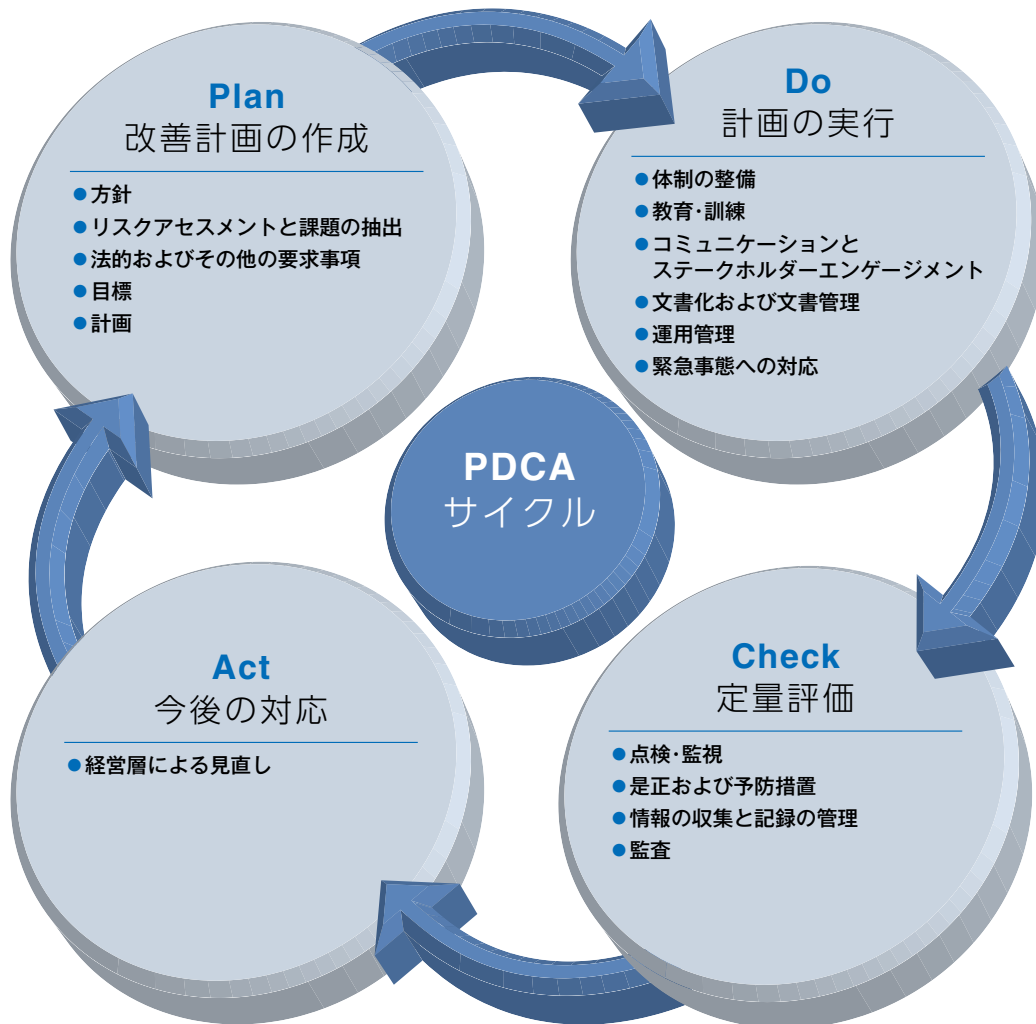 Plan
改善計画の作成
●方針
●リスクアセスメントと課題の抽出
●法的およびその他の要求事項
●目標
●計画
Do
計画の実行
●体制の整備
●教育・訓練
●コミュニケーションと
ステークホルダーエンゲージメント
●文書化および文書管理
●運用管理
●緊急事態への対応
PDCA
サイクル
Check
定量評価
●点検・監視
●是正および予防措置
●情報の収集と記録の管理
●監査
Act
今後の対応
●経営層による見直し